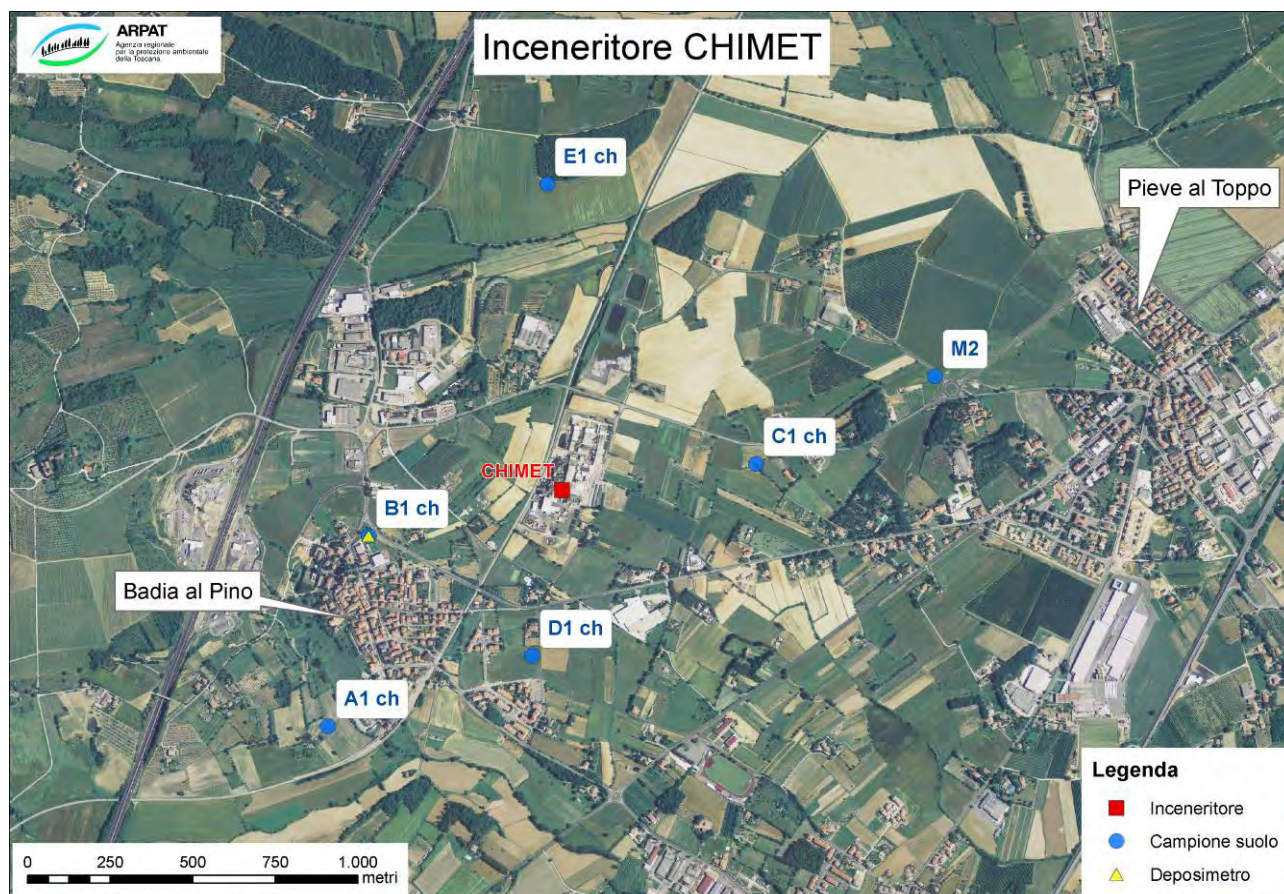 ARPAT
Agenzia regionale
per la protezione ambientale
della Toscana
Inceneritore CHIMET
E1 ch
Pieve al Toppo
M2
C1 ch
CHIMET
B1 ch
Badia al Pino
D1 ch
A1 ch
Legenda
Inceneritore
Campione suolo
Deposimetro
0 250 500 750 1.000
metri